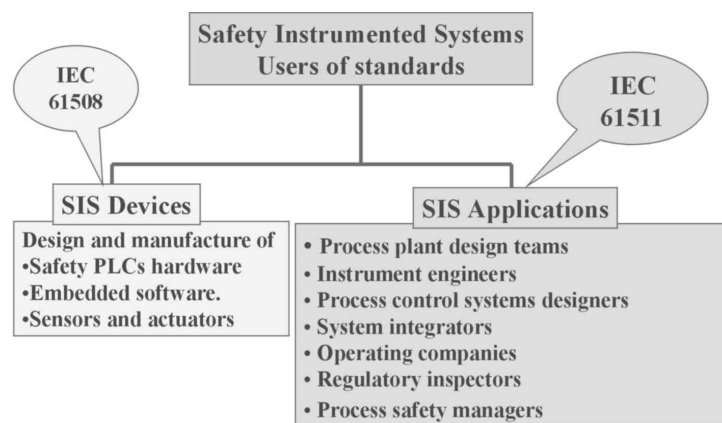 Safety Instrumented Systems
Users of standards
IEC
61508
IEC
61511
SIS Devices
Design and manufacture of
•Safety PLCs hardware
•Embedded software.
•Sensors and actuators
SIS Applications
• Process plant design teams
• Instrument engineers
• Process control systems designers
• System integrators
• Operating companies
• Regulatory inspectors
• Process safety managers